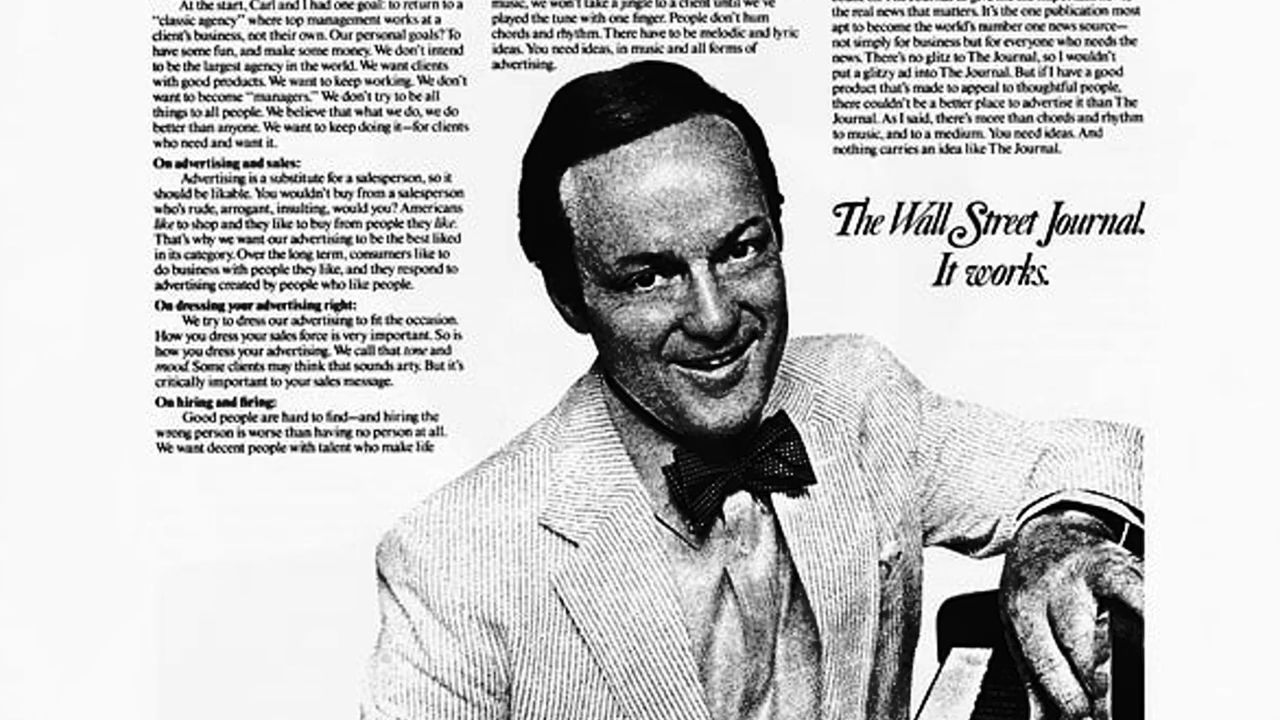 At the start, Carl and I had one goal: to return to a
"classic agency" where top management works at a
client's business, not their own. Our personal goals? To
have some fun, and make some money. We don't intend
to be the largest agency in the world. We want clients
with good products. We want to keep working. We don't
want to become "managers." We don't try to be all
things to all people. We believe that what we do, we do
better than anyone. We want to keep doing it—for clients
who need and want it.
On advertising and sales:
Advertising is a substitute for a salesperson, so it
should be likable. You wouldn't buy from a salesperson
who's rude, arrogant, insulting, would you? Americans
like to shop and they like to buy from people they like.
That's why we want our advertising to be the best liked
in its category. Over the long term, consumers like to
do business with people they like, and they respond to
advertising created by people who like people.
On dressing your advertising right:
We try to dress our advertising to fit the occasion.
How you dress your sales force is very important. So is
how you dress your advertising. We call that tone and
mood. Some clients may think that sounds arty. But it's
critically important to your sales message.
On hiring and firing:
Good people are hard to find—and hiring the
wrong person is worse than having no person at all.
We want decent people with talent who make life
music, we won't take a jingle to a client until we've
played the tune with one finger. People don't hum
chords and rhythm. There have to be melodic and lyric
ideas. You need ideas, in music and all forms of
advertising.
the real news that matters. It's the one publication most
apt to become the world's number one news source—
not simply for business but for everyone who needs the
news. There's no glitz to The Journal, so I wouldn't
put a glitzy ad into The Journal. But if I have a good
product that's made to appeal to thoughtful people,
there couldn't be a better place to advertise it than The
Journal. As I said, there's more than chords and rhythm
to music, and to a medium. You need ideas. And
nothing carries an idea like The Journal.
The Wall Street Journal.
It works.